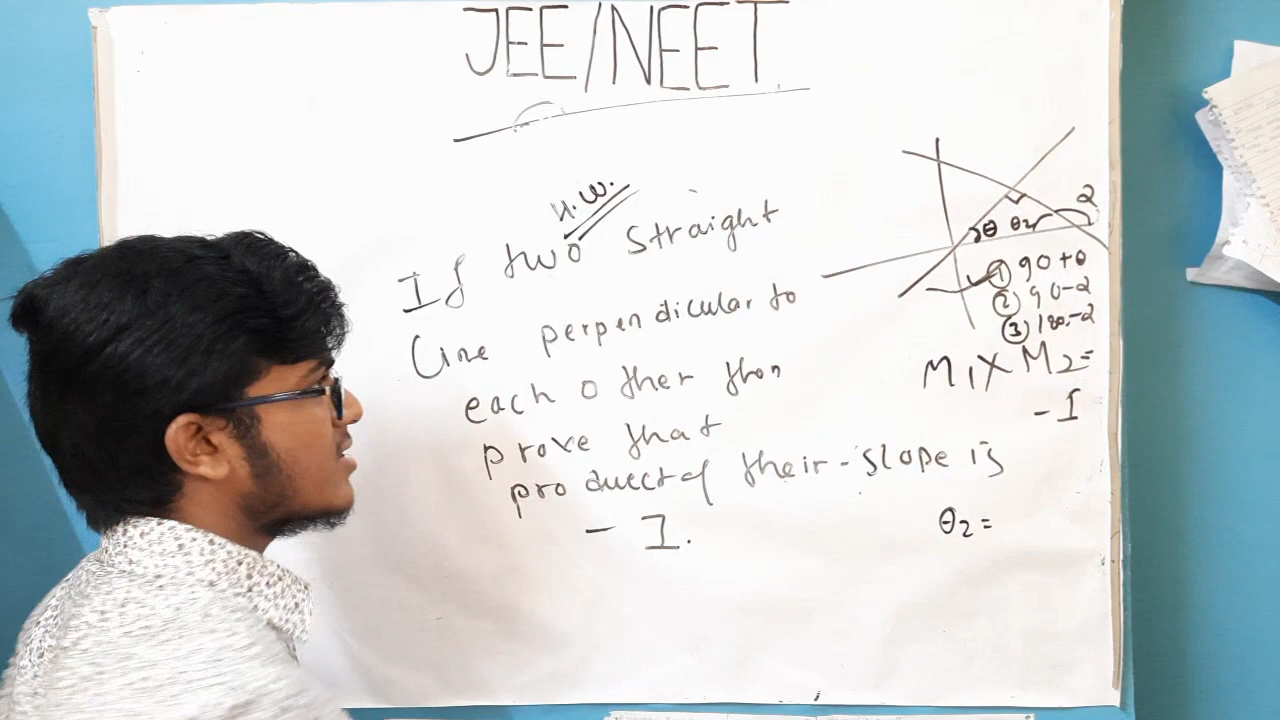 JEE/NEET
H.W.
If two straight
Line perpendicular to
each other then
prove that
product of their slope is
- 1.
θ θ2 2
① 90+θ
② 90-2
③ 180-2
M1 X M2=
-1
θ2=